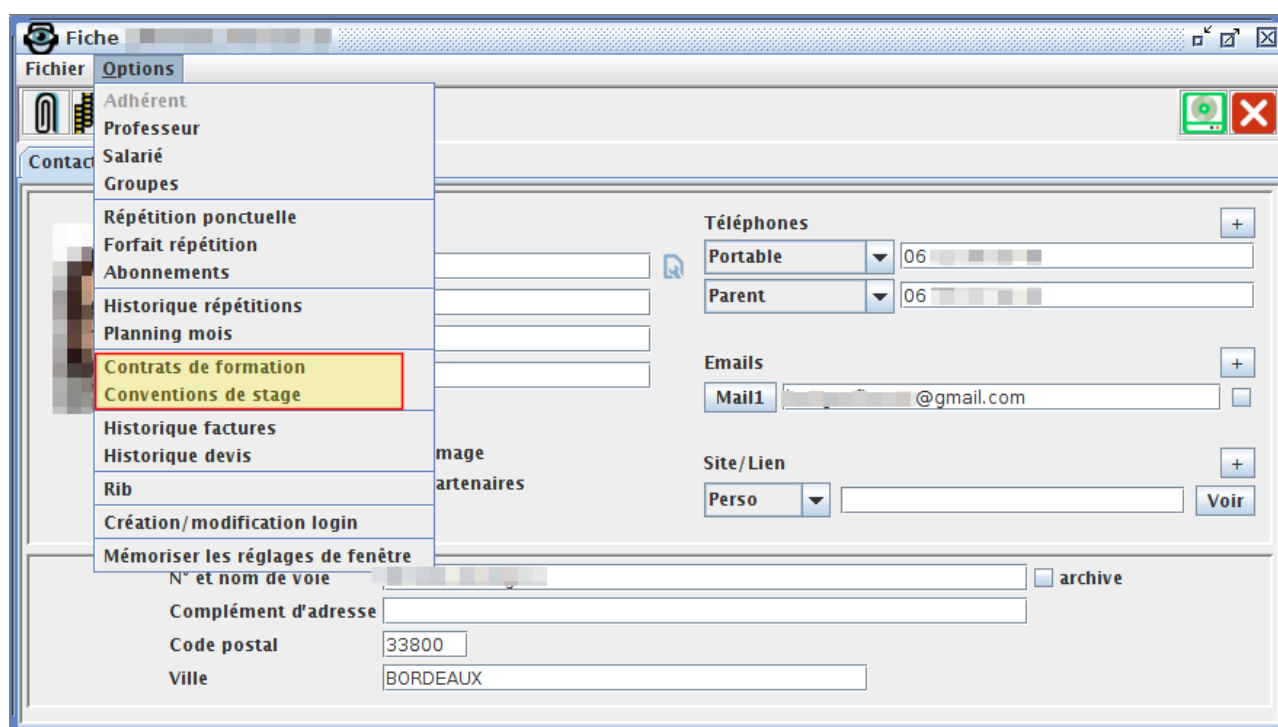 Fiche
Fichier Options
Adhérent
Professeur
Salarié
Groupes
Répétition ponctuelle
Forfait répétition
Abonnements
Historique répétitions
Planning mois
Contrats de formation
Conventions de stage
Historique factures
Historique devis
Rib
Création/modification login
Mémoriser les réglages de fenêtre
Contact
mage
artenaires
Téléphones +
Portable 06
Parent 06
Emails +
Mail1 @gmail.com
Site/Lien +
Perso Voir
N° et nom de voie archive
Complément d'adresse
Code postal 33800
Ville BORDEAUX